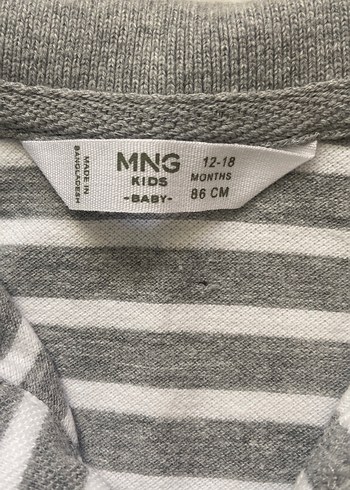 MADE IN
BANGLADESH
MNG
KIDS
-BABY-
12-18
MONTHS
86 CM